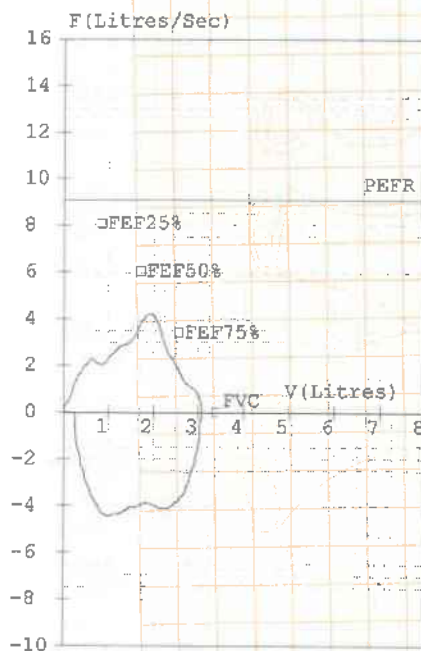 F(Litres/Sec)
16
14
12
10
PEFR
8 FEF25%
6 FEF50%
4 FEF75%
2
FVC V(Litres)
0 1 2 3 4 5 6 7 8
-2
-4
-6
-8
-10